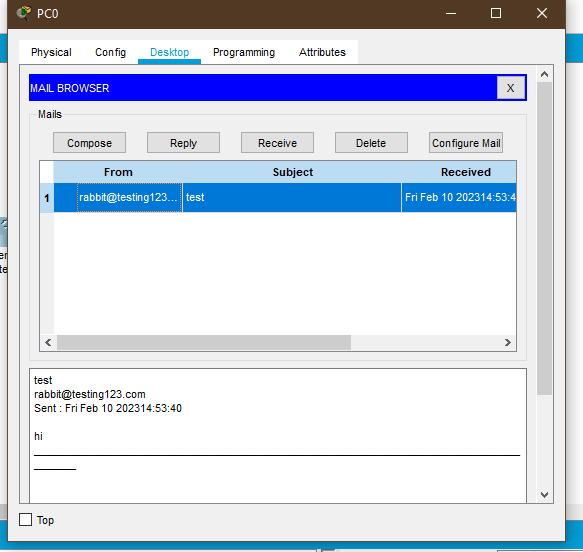 PC0
Physical Config Desktop Programming Attributes
MAIL BROWSER X
Mails
Compose Reply Receive Delete Configure Mail
From Subject Received
1 rabbit@testing123... test Fri Feb 10 202314:53:4
test
rabbit@testing123.com
Sent : Fri Feb 10 202314:53:40
hi
Top